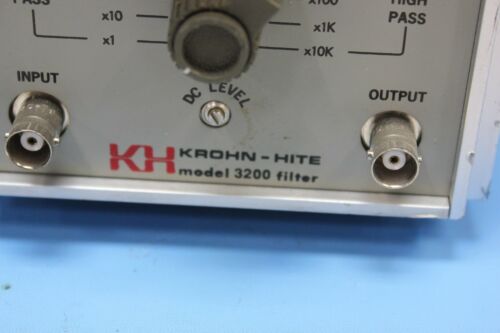 PASS
x10
x1
x100
x1K
x10K
HIGH
PASS
INPUT
DC LEVEL
OUTPUT
KH KROHN-HITE
model 3200 filter